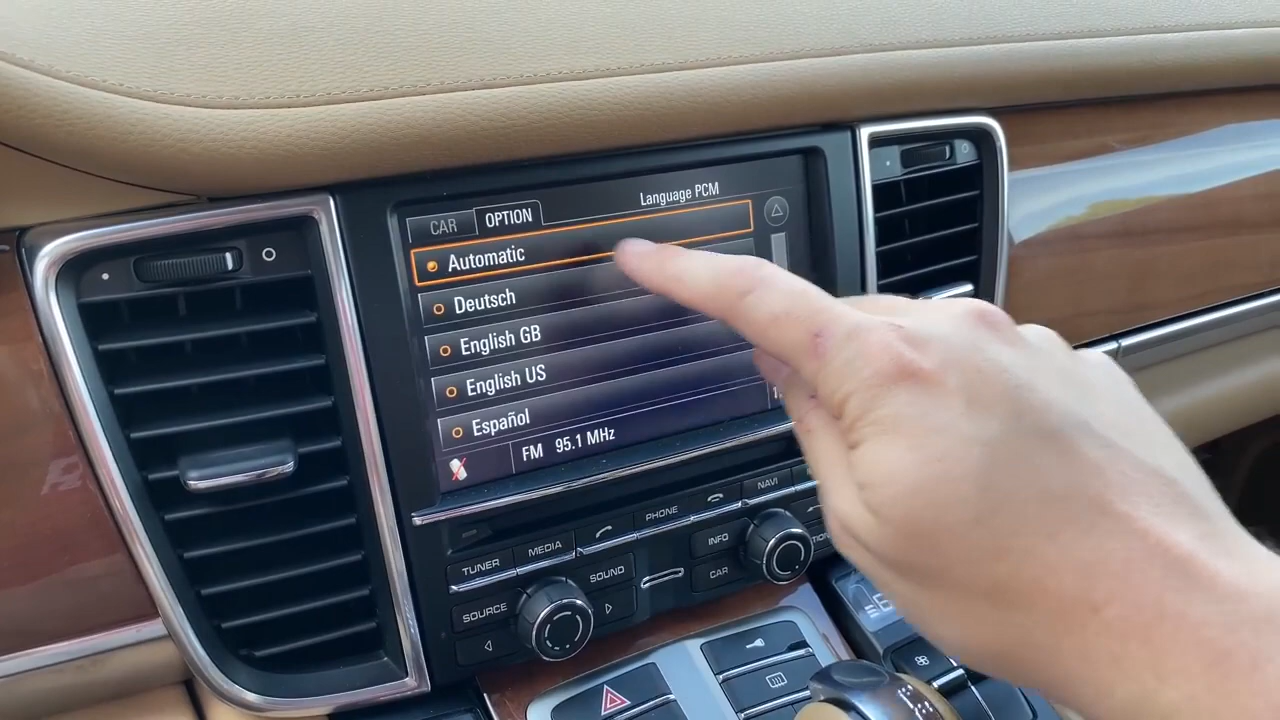 Language PCM
CAR OPTION
Automatic
Deutsch
English GB
English US
Español
FM 95.1 MHz
TUNER MEDIA PHONE NAVI
SOURCE SOUND INFO
CAR